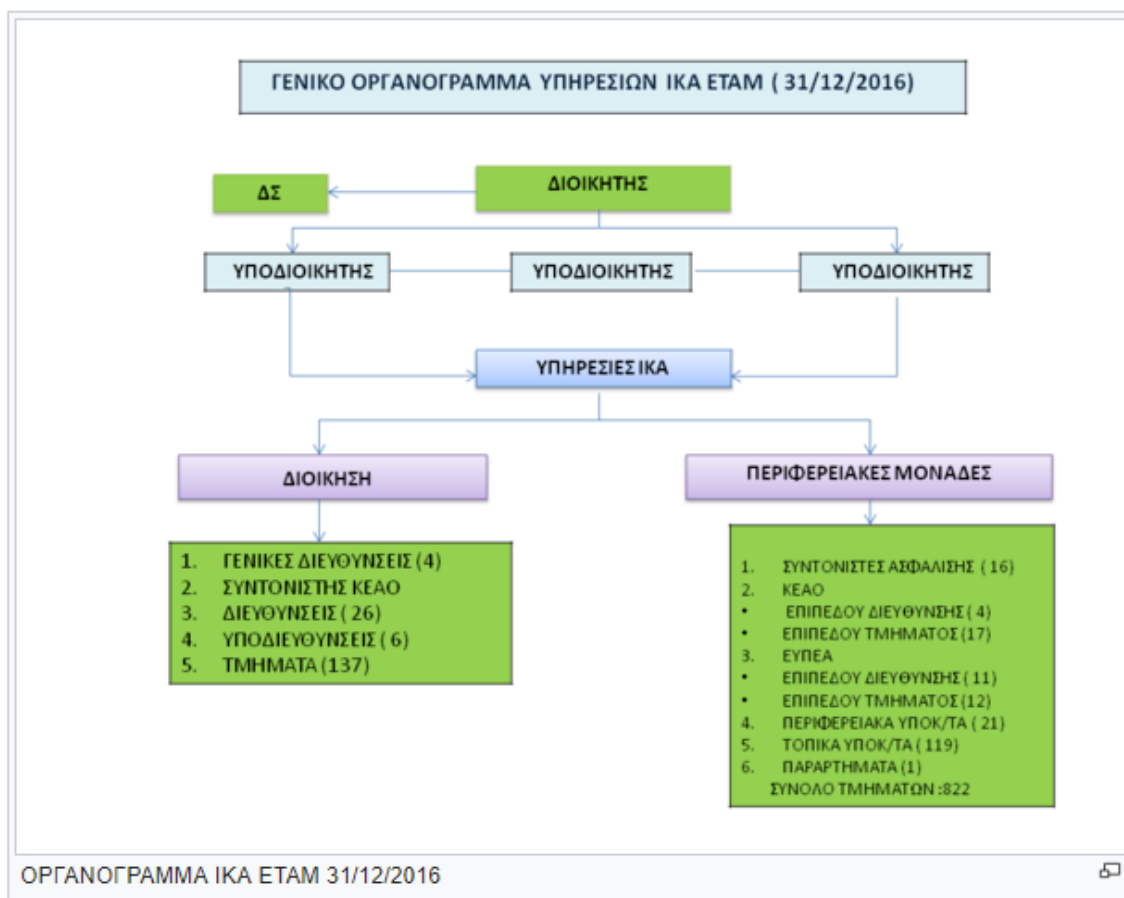 ΓΕΝΙΚΟ ΟΡΓΑΝΟΓΡΑΜΜΑ ΥΠΗΡΕΣΙΩΝ ΙΚΑ ΕΤΑΜ ( 31/12/2016)
ΔΣ
ΔΙΟΙΚΗΤΗΣ
ΥΠΟΔΙΟΙΚΗΤΗΣ
ΥΠΟΔΙΟΙΚΗΤΗΣ
ΥΠΟΔΙΟΙΚΗΤΗΣ
ΥΠΗΡΕΣΙΕΣ ΙΚΑ
ΔΙΟΙΚΗΣΗ
1. ΓΕΝΙΚΕΣ ΔΙΕΥΘΥΝΣΕΙΣ (4)
2. ΣΥΝΤΟΝΙΣΤΗΣ ΚΕΑΟ
3. ΔΙΕΥΘΥΝΣΕΙΣ ( 26)
4. ΥΠΟΔΙΕΥΘΥΝΣΕΙΣ ( 6)
5. ΤΜΗΜΑΤΑ (137)
ΠΕΡΙΦΕΡΕΙΑΚΕΣ ΜΟΝΑΔΕΣ
1. ΣΥΝΤΟΝΙΣΤΕΣ ΑΣΦΑΛΙΣΗΣ ( 16)
2. ΚΕΑΟ
• ΕΠΙΠΕΔΟΥ ΔΙΕΥΘΥΝΣΗΣ ( 4)
• ΕΠΙΠΕΔΟΥ ΤΜΗΜΑΤΟΣ (17)
3. ΕΥΠΕΑ
• ΕΠΙΠΕΔΟΥ ΔΙΕΥΘΥΝΣΗΣ ( 11)
• ΕΠΙΠΕΔΟΥ ΤΜΗΜΑΤΟΣ (12)
4. ΠΕΡΙΦΕΡΕΙΑΚΑ ΥΠΟΚ/ΤΑ ( 21)
5. ΤΟΠΙΚΑ ΥΠΟΚ/ΤΑ ( 119)
6. ΠΑΡΑΡΤΗΜΑΤΑ (1)
ΣΥΝΟΛΟ ΤΜΗΜΑΤΩΝ :822
ΟΡΓΑΝΟΓΡΑΜΜΑ ΙΚΑ ΕΤΑΜ 31/12/2016